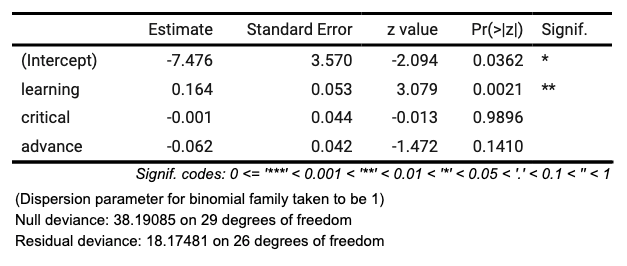 Estimate Standard Error z value Pr(>|z|) Signif.
(Intercept) -7.476 3.570 -2.094 0.0362 *
learning 0.164 0.053 3.079 0.0021 **
critical -0.001 0.044 -0.013 0.9896
advance -0.062 0.042 -1.472 0.1410
Signif. codes: 0 <= '***' < 0.001 < '**' < 0.01 < '*' < 0.05 < '.' < 0.1 < '' < 1
(Dispersion parameter for binomial family taken to be 1)
Null deviance: 38.19085 on 29 degrees of freedom
Residual deviance: 18.17481 on 26 degrees of freedom